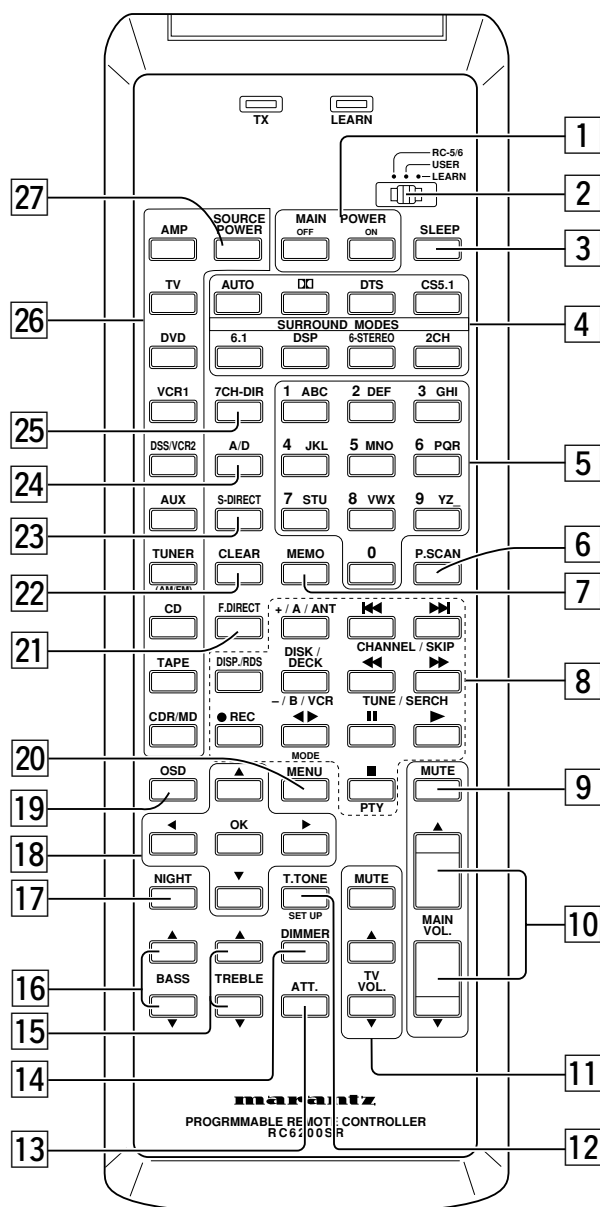 TX LEARN
1
RC-5/6
USER
LEARN
2
27
SOURCE
POWER
MAIN POWER
OFF ON
AMP
SLEEP
3
TV
AUTO DTS CS5.1
26
SURROUND MODES
4
DVD
6.1 DSP 6-STEREO 2CH
VCR1
7CH-DIR
1 ABC 2 DEF 3 GHI
25
DSS/VCR2
A/D
4 JKL 5 MNO 6 PQR
5
24
AUX
S-DIRECT
7 STU 8 VWX 9 YZ_
23
TUNER
(AM/FM)
CLEAR
MEMO
0
P.SCAN
6
22
7
CD
F.DIRECT
+ / A / ANT
21
DISK /
DECK
CHANNEL / SKIP
TAPE
DISP./RDS
8
– / B / VCR
TUNE / SERCH
CDR/MD
REC
MODE
20
OSD
MENU
PTY
MUTE
9
19
OK
18
NIGHT
T.TONE
SET UP
MUTE
17
10
MAIN
VOL.
DIMMER
16
BASS
TREBLE
ATT.
TV
VOL.
15
14
11
marantz
PROGRMMABLE REMOTE CONTROLLER
RC6200SR
13
12